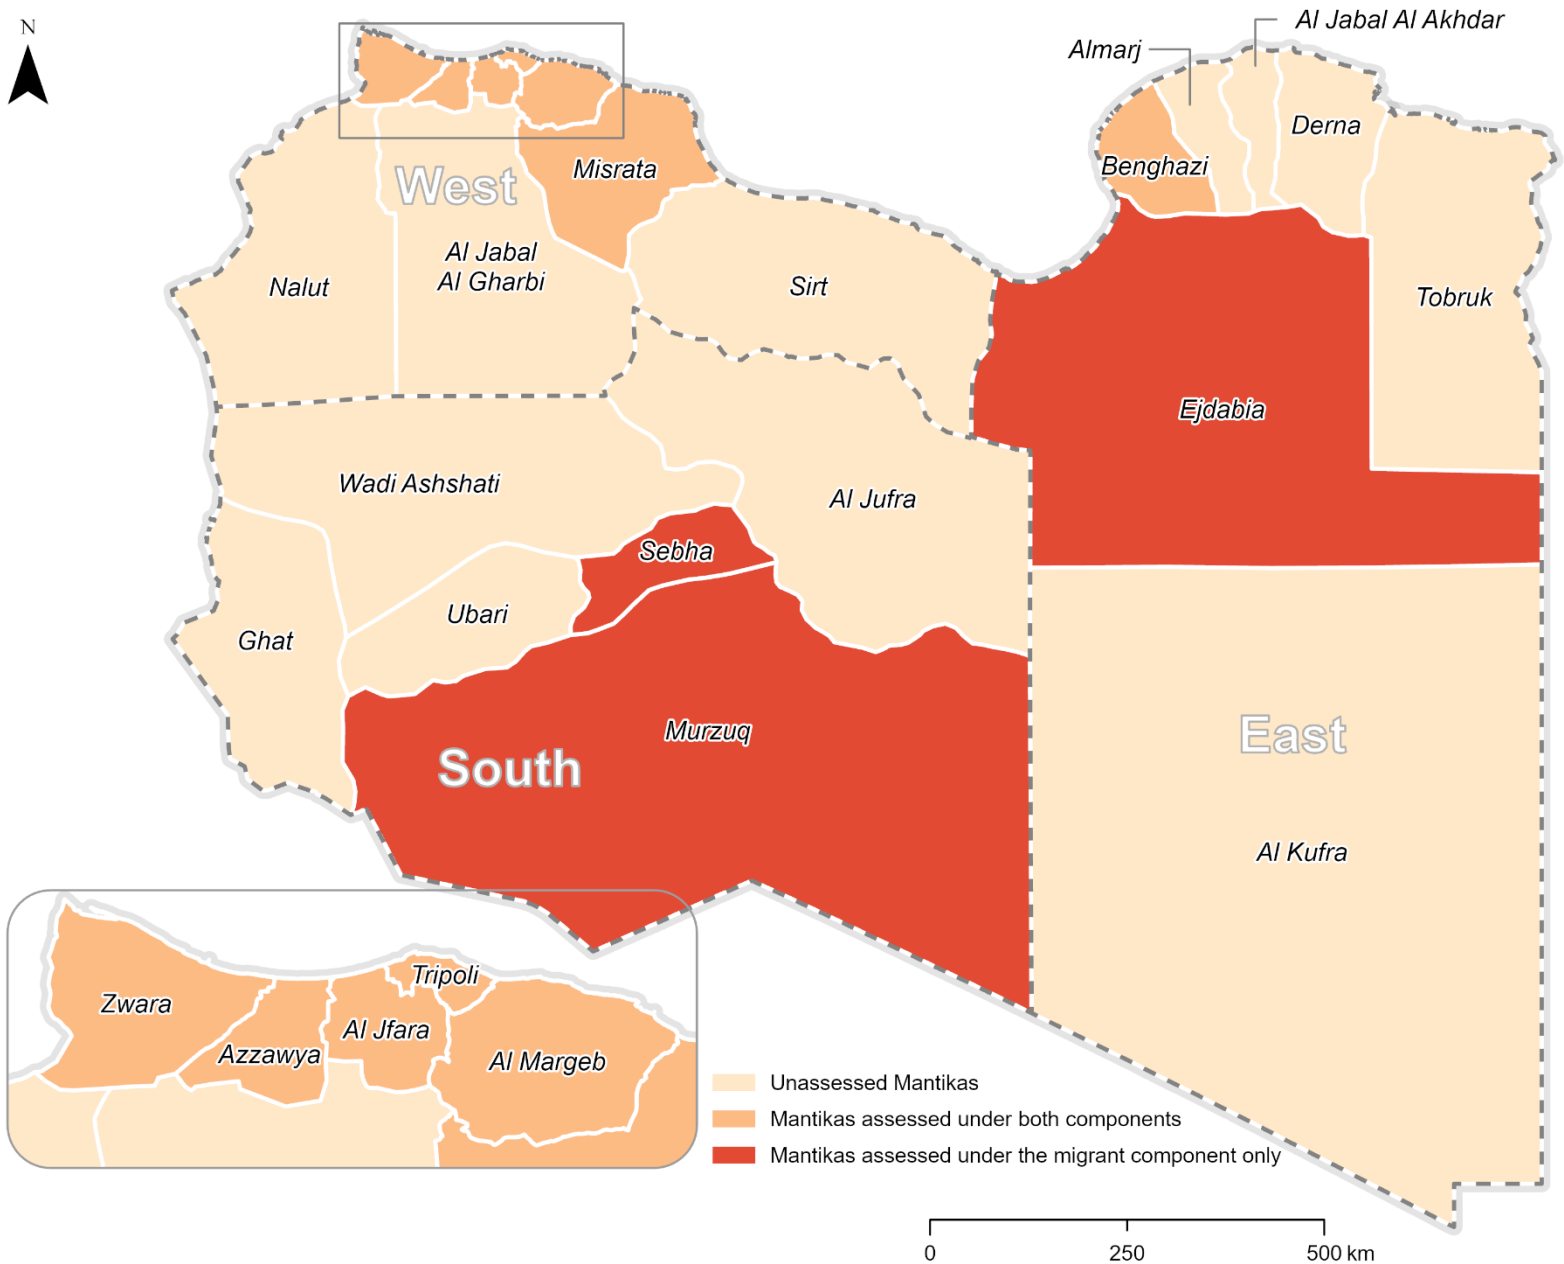 N
Al Jabal Al Akhdar
Almarj
Derna
Benghazi
Misrata
West
Al Jabal
Al Gharbi
Nalut
Sirt
Tobruk
Ejdabia
Wadi Ashshati
Al Jufra
Sebha
Ubari
Ghat
Murzuq
South
East
Al Kufra
Tripoli
Zwara
Al Jfara
Azzawya
Al Margeb
Unassessed Mantikas
Mantikas assessed under both components
Mantikas assessed under the migrant component only
0 250 500 km